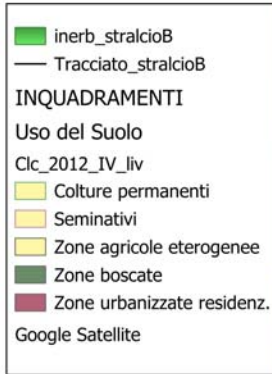 inerb_stralcioB
Tracciato_stralcioB
INQUADRAMENTI
Uso del Suolo
Clc_2012_IV_liv
Colture permanenti
Seminativi
Zone agricole eterogenee
Zone boscate
Zone urbanizzate residenz.
Google Satellite